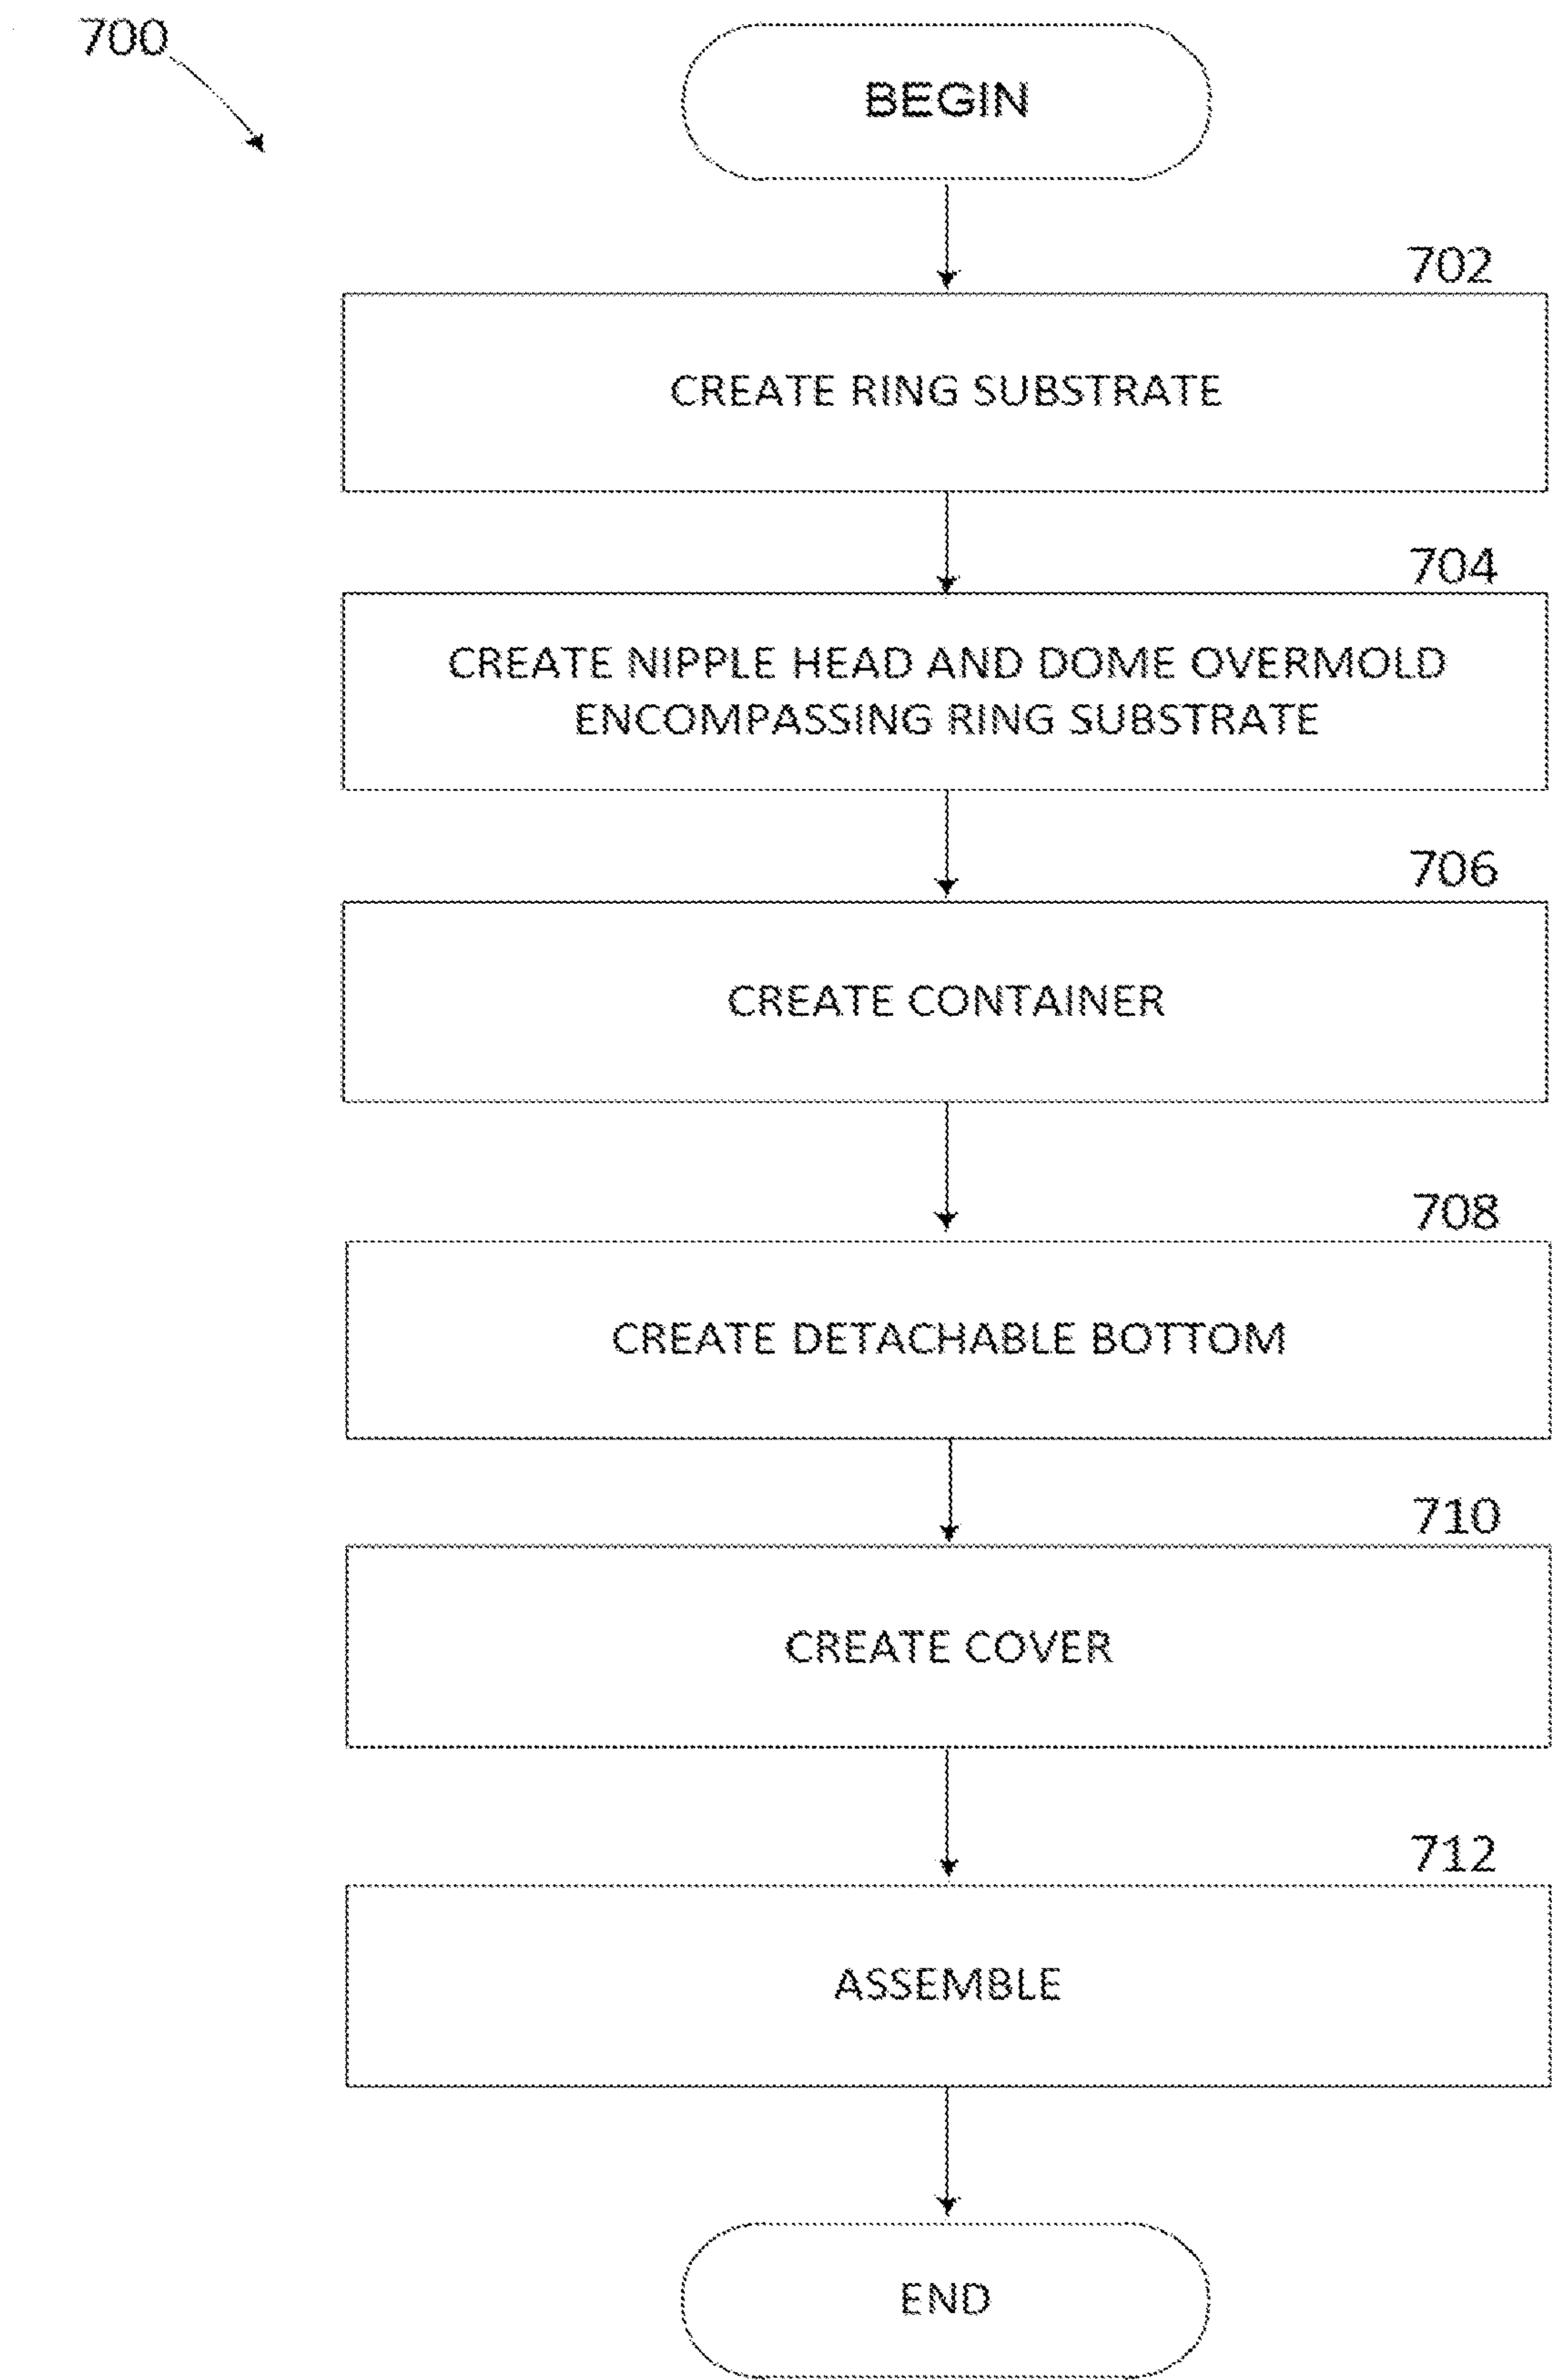 700
BEGIN
702
CREATE RING SUBSTRATE
704
CREATE NIPPLE HEAD AND DOME OVERMOLD
ENCOMPASSING RING SUBSTRATE
706
CREATE CONTAINER
708
CREATE DETACHABLE BOTTOM
710
CREATE COVER
712
ASSEMBLE
END